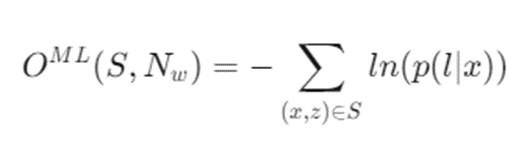 O^{ML}(S, N_w) = - \sum_{(x,z) \in S} ln(p(l|x))